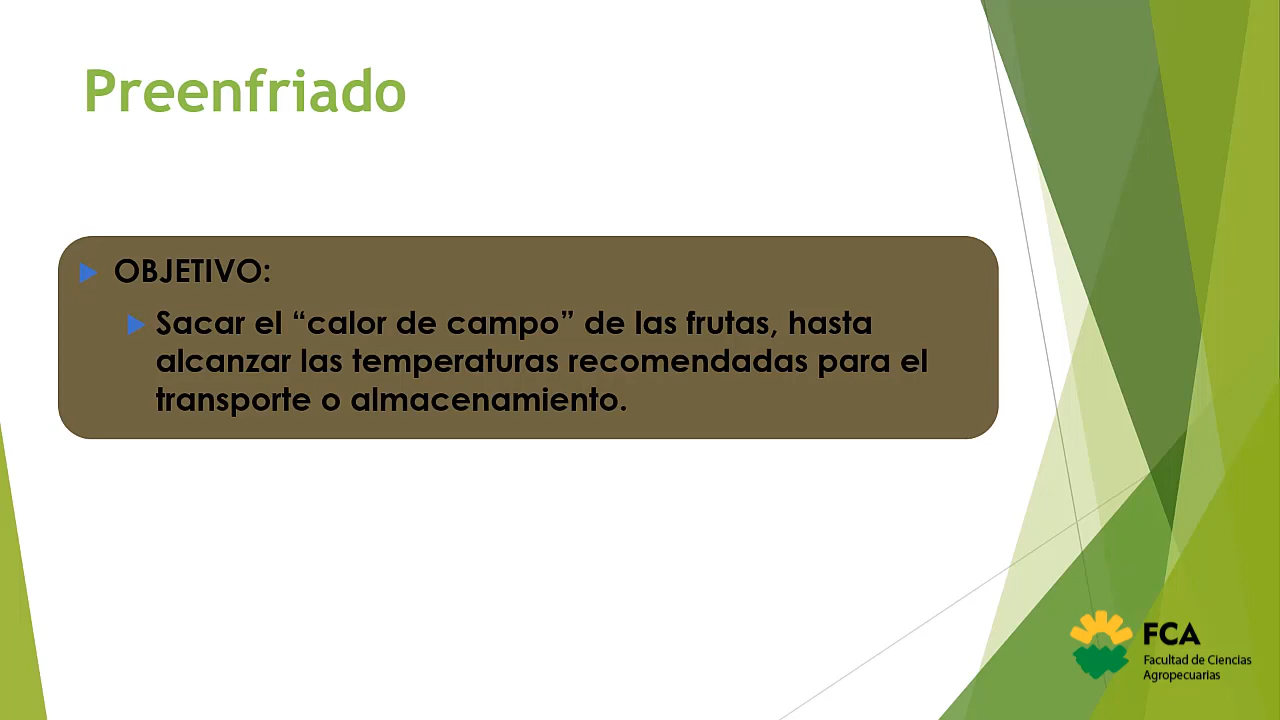 Preenfriado
OBJETIVO:
Sacar el “calor de campo” de las frutas, hasta
alcanzar las temperaturas recomendadas para el
transporte o almacenamiento.
FCA
Facultad de Ciencias
Agropecuarias